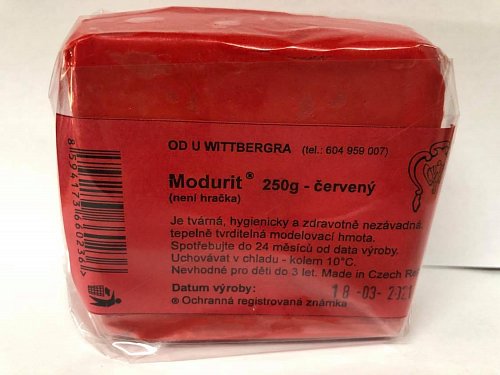 OD U WITTBERGRA (tel.: 604 959 007)
Modurit® 250g - červený
(není hračka)
Je tvárná, hygienicky a zdravotně nezávadná,
tepelně tvrditelná modelovací hmota.
Spotřebujte do 24 měsíců od data výroby.
Uchovávat v chladu - kolem 10°C.
Nevhodné pro děti do 3 let. Made in Czech
Datum výroby: 18 -03-
® Ochranná registrovaná známka
8594173660236